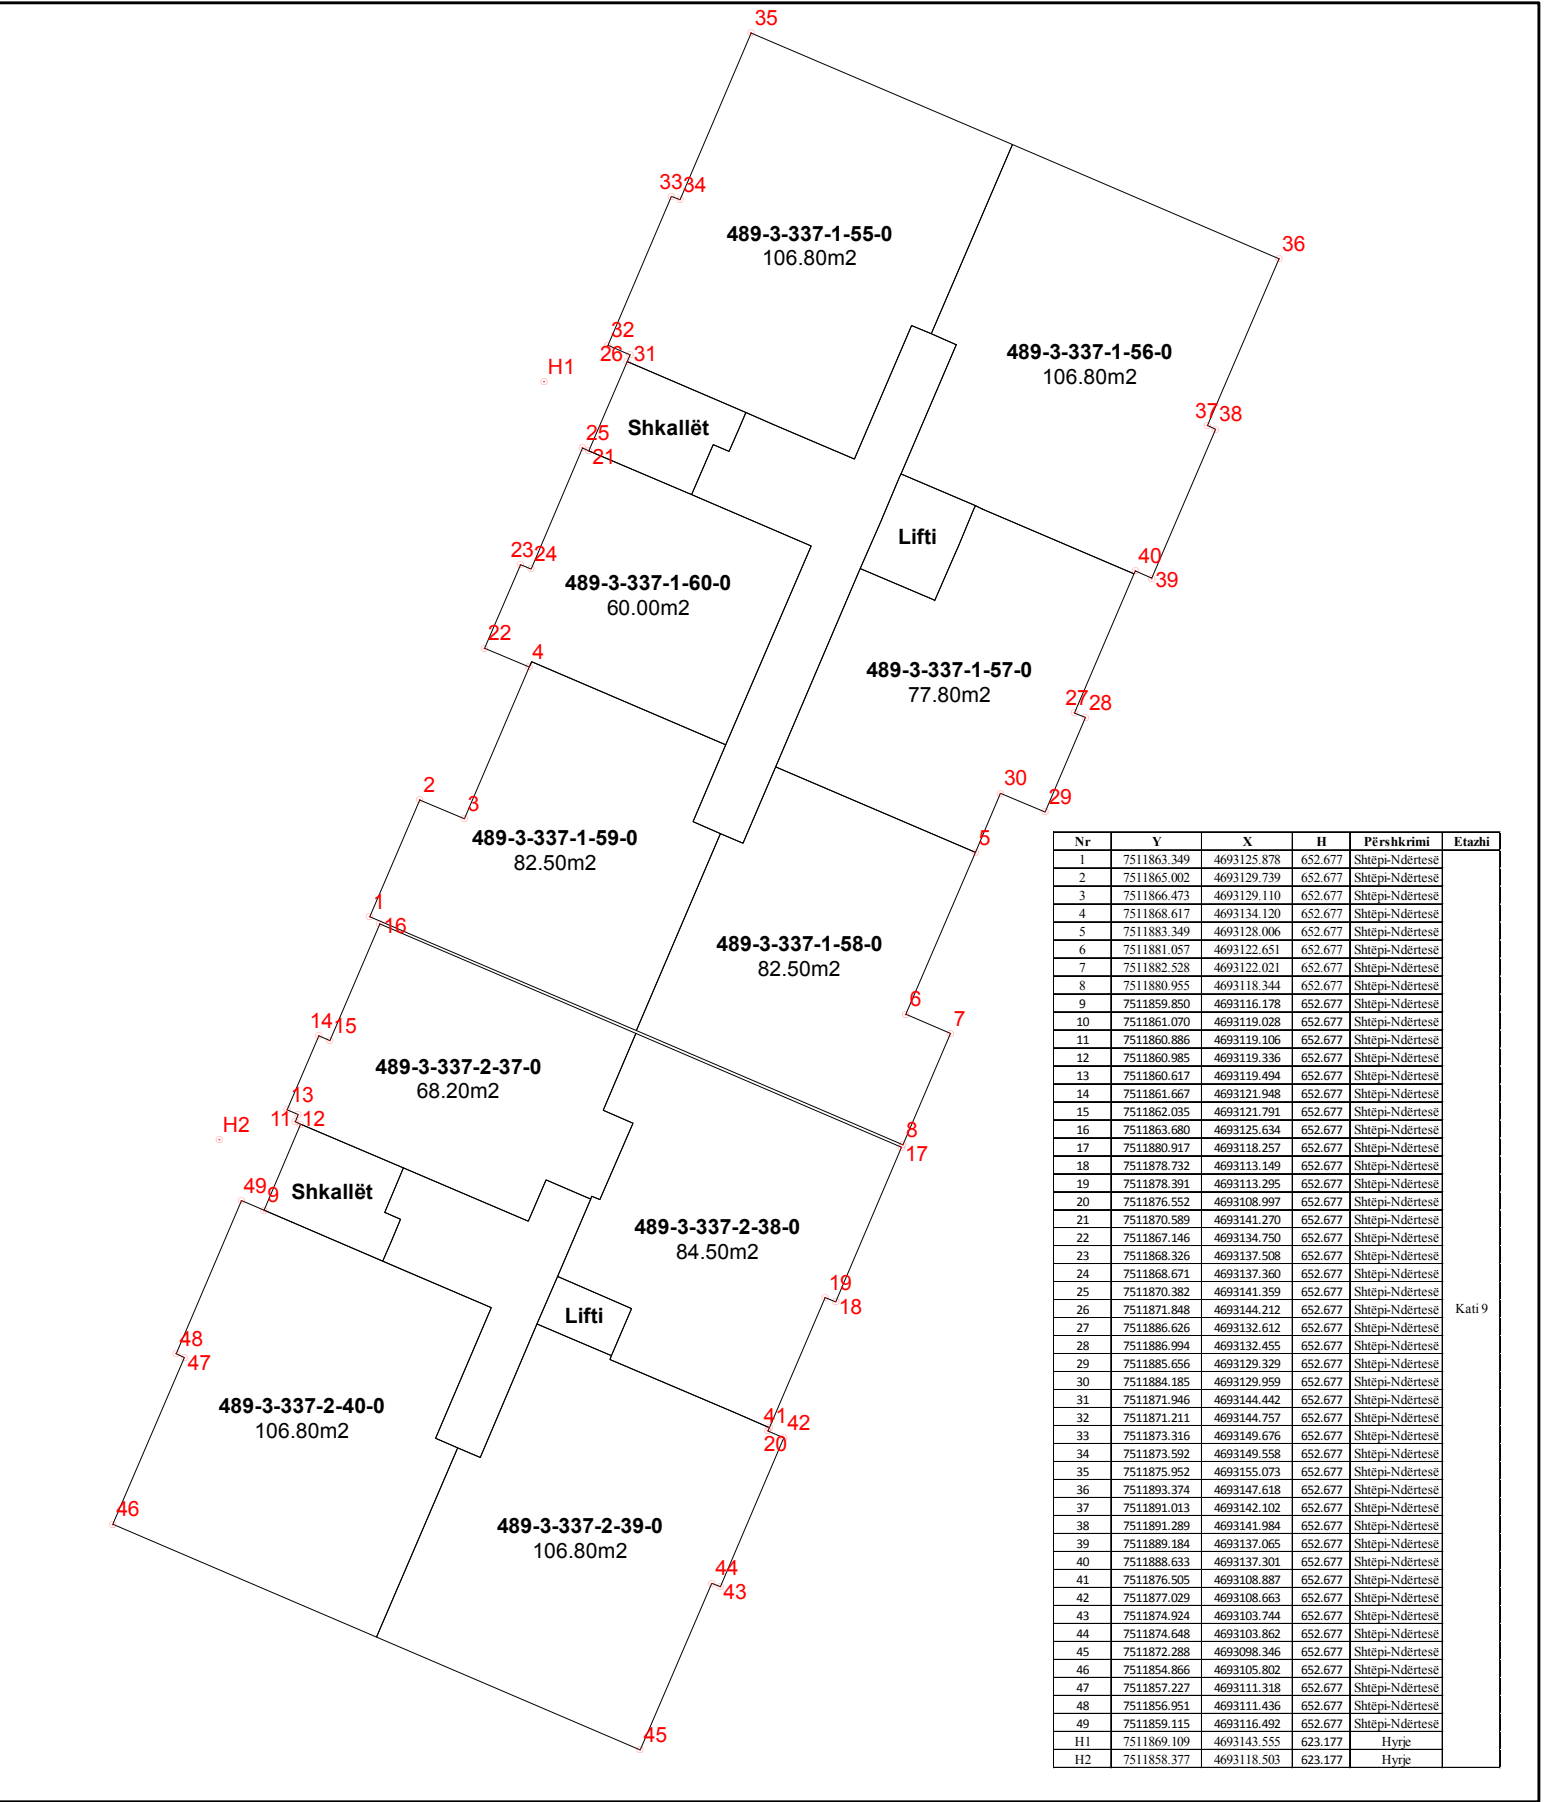 35
33 34
489-3-337-1-55-0
106.80m2
36
32
26 31
H1
489-3-337-1-56-0
106.80m2
37 38
25
21
Shkallët
Lifti
23 24
40
39
489-3-337-1-60-0
60.00m2
22
4
489-3-337-1-57-0
77.80m2
27 28
2
3
30
29
489-3-337-1-59-0
82.50m2
5
1
16
489-3-337-1-58-0
82.50m2
6
7
14 15
489-3-337-2-37-0
68.20m2
13
11 12
H2
8
17
49 9
Shkallët
489-3-337-2-38-0
84.50m2
19
18
Lifti
48
47
489-3-337-2-40-0
106.80m2
41 42
20
46
489-3-337-2-39-0
106.80m2
44
43
45
Nr Y X H Përshkrimi Etazhi
1 7511863.349 4693125.878 652.677 Shtëpi-Ndërtesë
2 7511865.002 4693129.739 652.677 Shtëpi-Ndërtesë
3 7511866.473 4693129.110 652.677 Shtëpi-Ndërtesë
4 7511868.617 4693134.120 652.677 Shtëpi-Ndërtesë
5 7511883.349 4693128.006 652.677 Shtëpi-Ndërtesë
6 7511881.057 4693122.651 652.677 Shtëpi-Ndërtesë
7 7511882.528 4693122.021 652.677 Shtëpi-Ndërtesë
8 7511880.955 4693118.344 652.677 Shtëpi-Ndërtesë
9 7511859.850 4693116.178 652.677 Shtëpi-Ndërtesë
10 7511861.070 4693119.028 652.677 Shtëpi-Ndërtesë
11 7511860.886 4693119.106 652.677 Shtëpi-Ndërtesë
12 7511860.985 4693119.336 652.677 Shtëpi-Ndërtesë
13 7511860.617 4693119.494 652.677 Shtëpi-Ndërtesë
14 7511861.667 4693121.948 652.677 Shtëpi-Ndërtesë
15 7511862.035 4693121.791 652.677 Shtëpi-Ndërtesë
16 7511863.680 4693125.634 652.677 Shtëpi-Ndërtesë
17 7511880.917 4693118.257 652.677 Shtëpi-Ndërtesë
18 7511878.732 4693113.149 652.677 Shtëpi-Ndërtesë
19 7511878.391 4693113.295 652.677 Shtëpi-Ndërtesë
20 7511876.552 4693108.997 652.677 Shtëpi-Ndërtesë
21 7511870.589 4693141.270 652.677 Shtëpi-Ndërtesë
22 7511867.146 4693134.750 652.677 Shtëpi-Ndërtesë
23 7511868.326 4693137.508 652.677 Shtëpi-Ndërtesë
24 7511868.671 4693137.360 652.677 Shtëpi-Ndërtesë
25 7511870.382 4693141.359 652.677 Shtëpi-Ndërtesë
26 7511871.848 4693144.212 652.677 Shtëpi-Ndërtesë Kati 9
27 7511886.626 4693132.612 652.677 Shtëpi-Ndërtesë
28 7511886.994 4693132.455 652.677 Shtëpi-Ndërtesë
29 7511885.656 4693129.329 652.677 Shtëpi-Ndërtesë
30 7511884.185 4693129.959 652.677 Shtëpi-Ndërtesë
31 7511871.946 4693144.442 652.677 Shtëpi-Ndërtesë
32 7511871.211 4693144.757 652.677 Shtëpi-Ndërtesë
33 7511873.316 4693149.676 652.677 Shtëpi-Ndërtesë
34 7511873.592 4693149.558 652.677 Shtëpi-Ndërtesë
35 7511875.952 4693155.073 652.677 Shtëpi-Ndërtesë
36 7511893.374 4693147.618 652.677 Shtëpi-Ndërtesë
37 7511891.013 4693142.102 652.677 Shtëpi-Ndërtesë
38 7511891.289 4693141.984 652.677 Shtëpi-Ndërtesë
39 7511889.184 4693137.065 652.677 Shtëpi-Ndërtesë
40 7511888.633 4693137.301 652.677 Shtëpi-Ndërtesë
41 7511876.505 4693108.887 652.677 Shtëpi-Ndërtesë
42 7511877.029 4693108.663 652.677 Shtëpi-Ndërtesë
43 7511874.924 4693103.744 652.677 Shtëpi-Ndërtesë
44 7511874.648 4693103.862 652.677 Shtëpi-Ndërtesë
45 7511872.288 4693098.346 652.677 Shtëpi-Ndërtesë
46 7511854.866 4693105.802 652.677 Shtëpi-Ndërtesë
47 7511857.227 4693111.318 652.677 Shtëpi-Ndërtesë
48 7511856.951 4693111.436 652.677 Shtëpi-Ndërtesë
49 7511859.115 4693116.492 652.677 Shtëpi-Ndërtesë
H1 7511869.109 4693143.555 623.177 Hyrje
H2 7511858.377 4693118.503 623.177 Hyrje